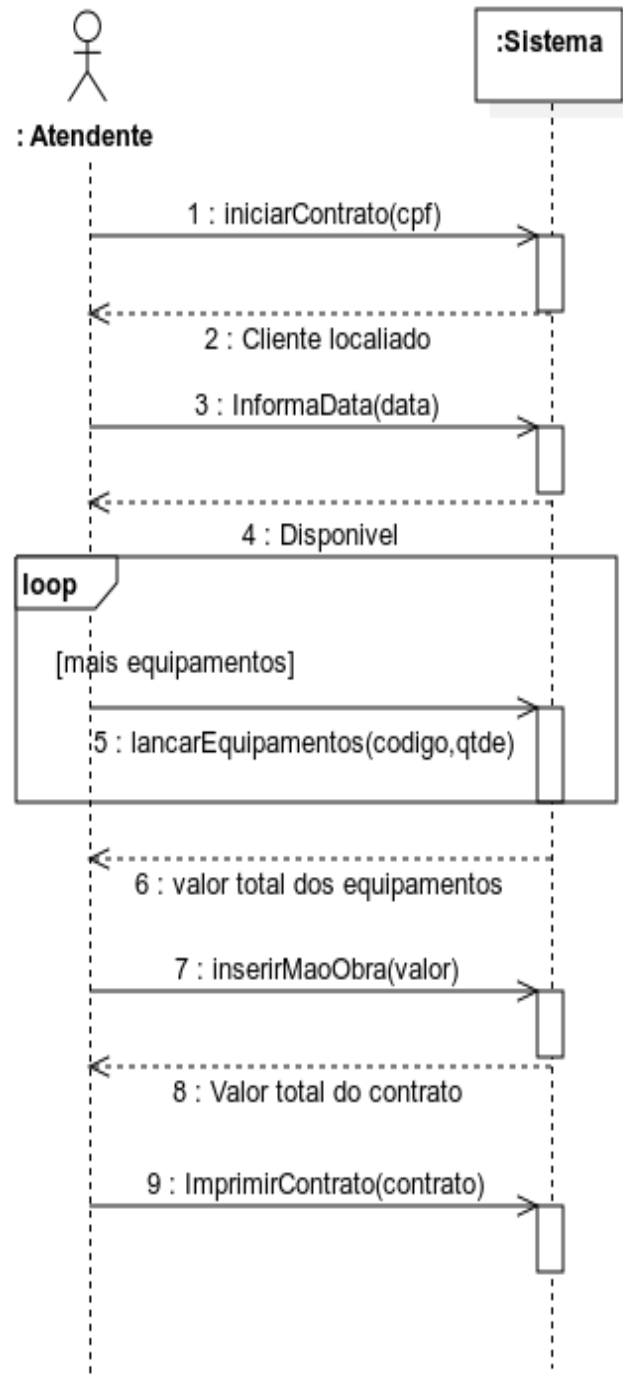 :Sistema
: Atendente
1 : iniciarContrato(cpf)
2 : Cliente localiado
3 : InformaData(data)
4 : Disponivel
loop
[mais equipamentos]
5 : lancarEquipamentos(codigo,qtde)
6 : valor total dos equipamentos
7 : inserirMaoObra(valor)
8 : Valor total do contrato
9 : ImprimirContrato(contrato)